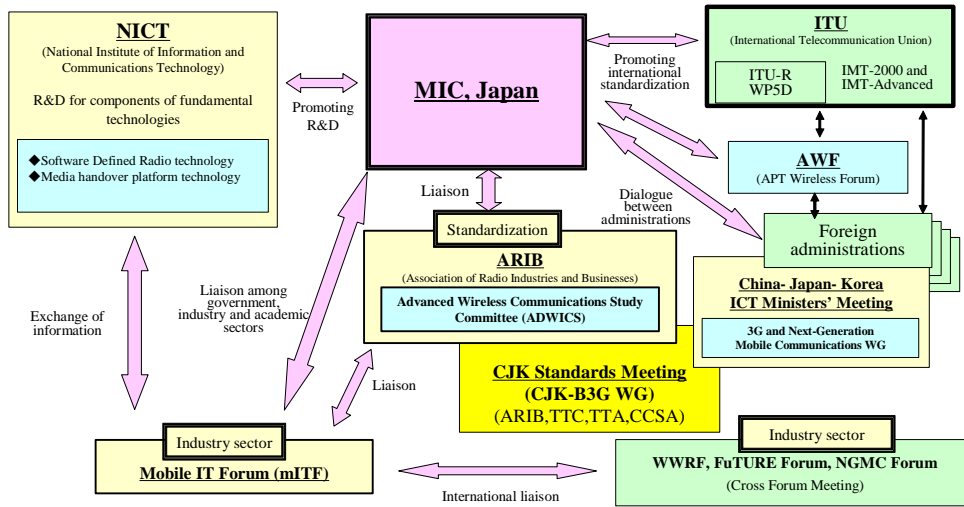 NICT
(National Institute of Information and
Communications Technology)
R&D for components of fundamental
technologies
◆Software Defined Radio technology
◆Media handover platform technology
Promoting
R&D
MIC, Japan
Promoting
international
standardization
ITU
(International Telecommunication Union)
ITU-R
WP5D
IMT-2000 and
IMT-Advanced
AWF
(APT Wireless Forum)
Liaison
Dialogue
between
administrations
Foreign
administrations
Standardization
ARIB
(Association of Radio Industries and Businesses)
Advanced Wireless Communications Study
Committee (ADWICS)
China- Japan- Korea
ICT Ministers’ Meeting
3G and Next-Generation
Mobile Communications WG
Exchange of
information
Liaison among
government,
industry and academic
sectors
Liaison
CJK Standards Meeting
(CJK-B3G WG)
(ARIB,TTC,TTA,CCSA)
Industry sector
Mobile IT Forum (mITF)
International liaison
Industry sector
WWRF, FuTURE Forum, NGMC Forum
(Cross Forum Meeting)